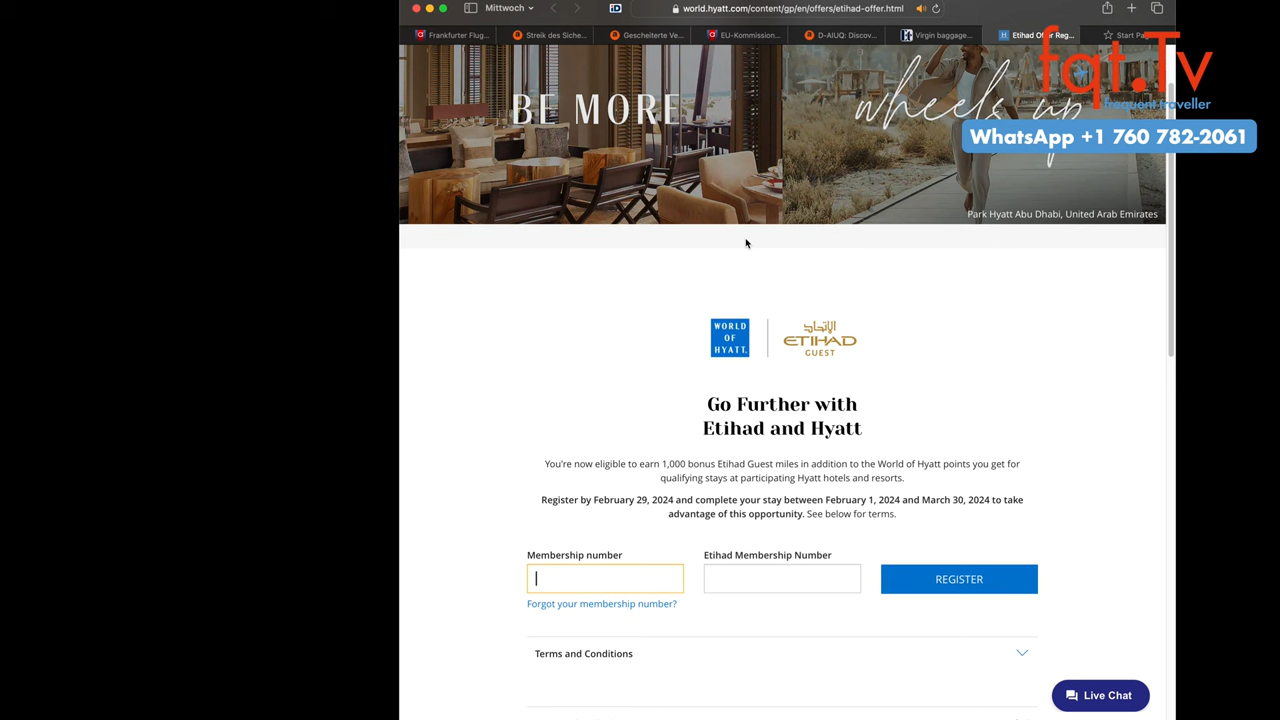 Mittwoch
world.hyatt.com/content/gp/en/offers/etihad-offer.html
Frankfurter Flug...
Streik des Siche...
Gescheiterte Ve...
EU-Kommission...
D-AIUQ: Discov...
Virgin baggage...
Etihad Offer Reg...
Start Pa
fqt.Tv
frequent-traveller
WhatsApp +1 760 782-2061
BE MORE
wheels up
Park Hyatt Abu Dhabi, United Arab Emirates
WORLD
OF
HYATT.
الإتحاد
ETIHAD
GUEST
Go Further with
Etihad and Hyatt
You're now eligible to earn 1,000 bonus Etihad Guest miles in addition to the World of Hyatt points you get for
qualifying stays at participating Hyatt hotels and resorts.
Register by February 29, 2024 and complete your stay between February 1, 2024 and March 30, 2024 to take
advantage of this opportunity. See below for terms.
Membership number
Etihad Membership Number
REGISTER
Forgot your membership number?
Terms and Conditions
Live Chat